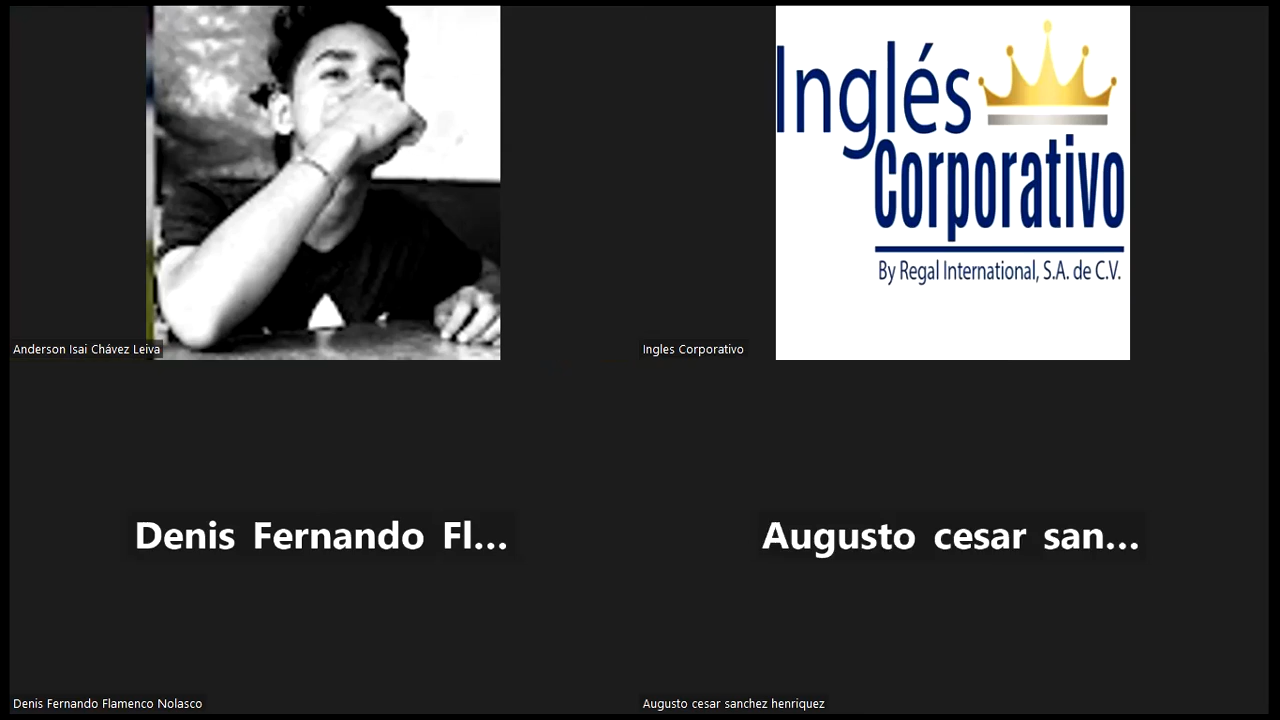 Inglés
Corporativo
By Regal International, S.A. de C.V.
Anderson Isai Chávez Leiva
Ingles Corporativo
Denis Fernando Fl...
Augusto cesar san...
Denis Fernando Flamenco Nolasco
Augusto cesar sanchez henriquez